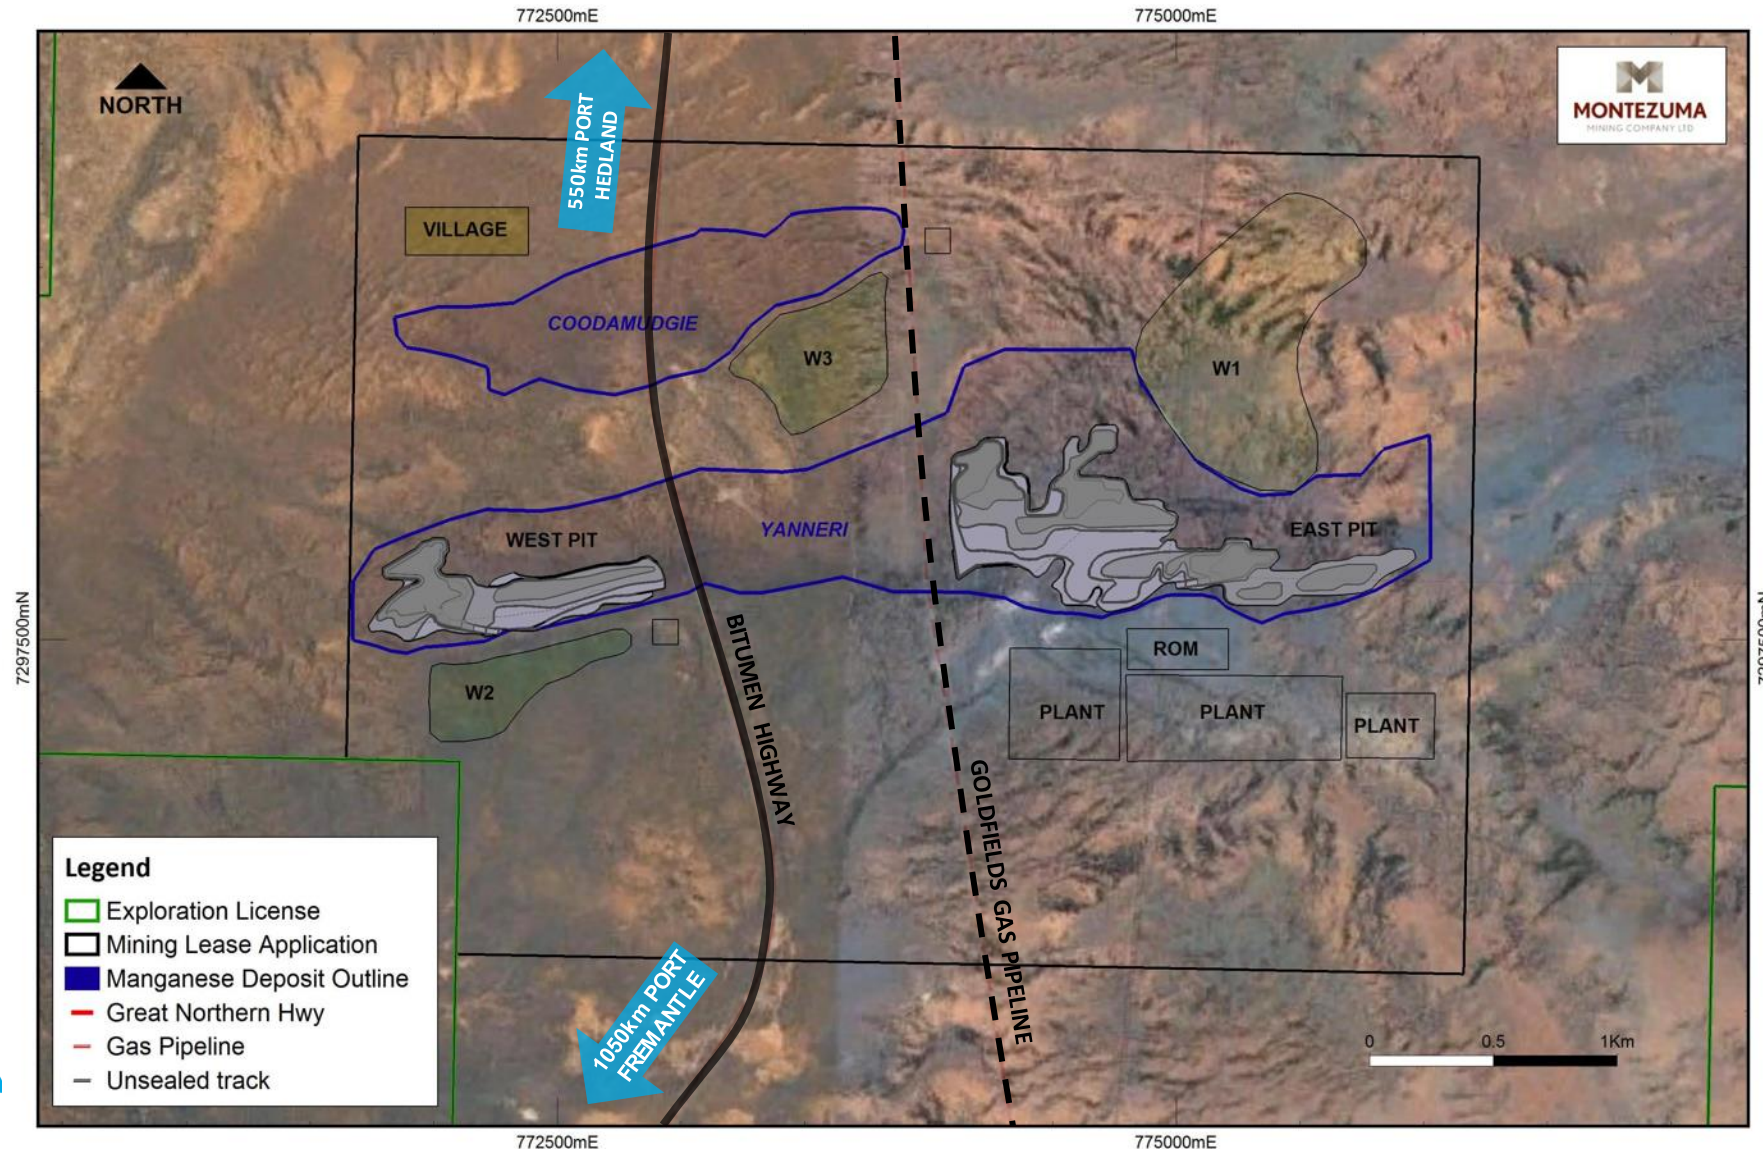 772500mE
775000mE
NORTH
550km PORT
HEDLAND
MONTEZUMA
MINING COMPANY LTD
VILLAGE
COODAMUDGIE
W3
W1
WEST PIT
YANNERI
EAST PIT
7297500mN
7297500mN
BITUMEN HIGHWAY
ROM
W2
PLANT
PLANT
PLANT
GOLDFIELDS GAS PIPELINE
Legend
Exploration License
Mining Lease Application
Manganese Deposit Outline
Great Northern Hwy
Gas Pipeline
Unsealed track
1050km PORT
FREMANTLE
0 0.5 1Km
772500mE
775000mE